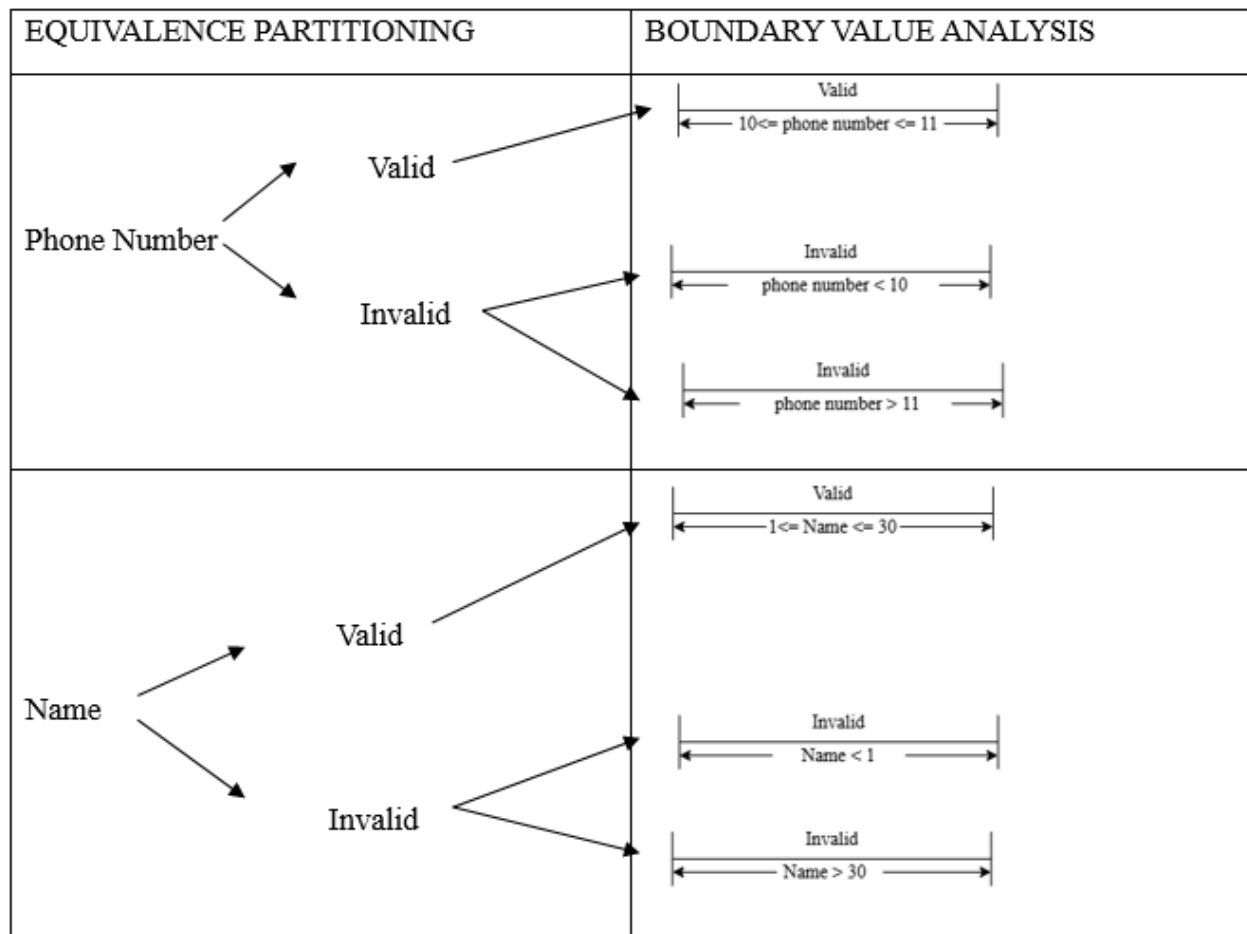 EQUIVALENCE PARTITIONING
BOUNDARY VALUE ANALYSIS
Phone Number
Valid
Invalid
Valid
10<= phone number <= 11
Invalid
phone number < 10
Invalid
phone number > 11
Name
Valid
Invalid
Valid
1<= Name <= 30
Invalid
Name < 1
Invalid
Name > 30